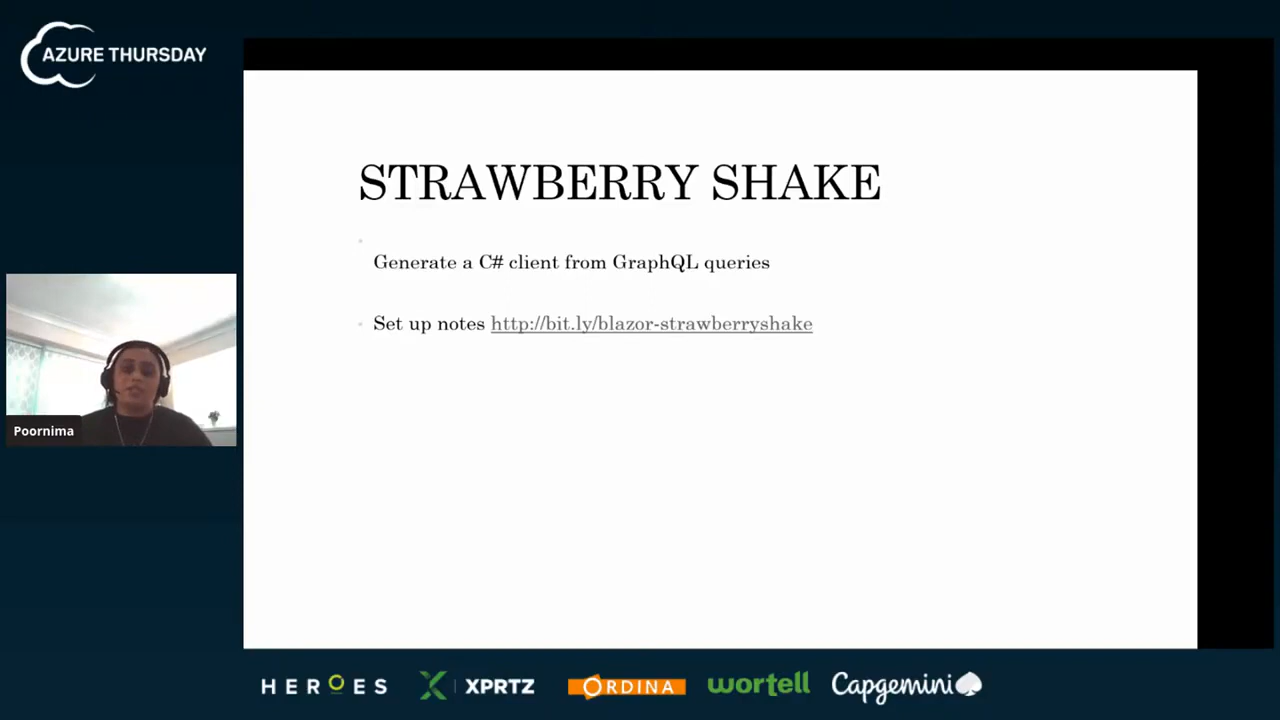 AZURE THURSDAY
STRAWBERRY SHAKE
Generate a C# client from GraphQL queries
Set up notes http://bit.ly/blazor-strawberryshake
Poornima
HEROES
XPRTZ
ORDINA
wortell
Capgemini